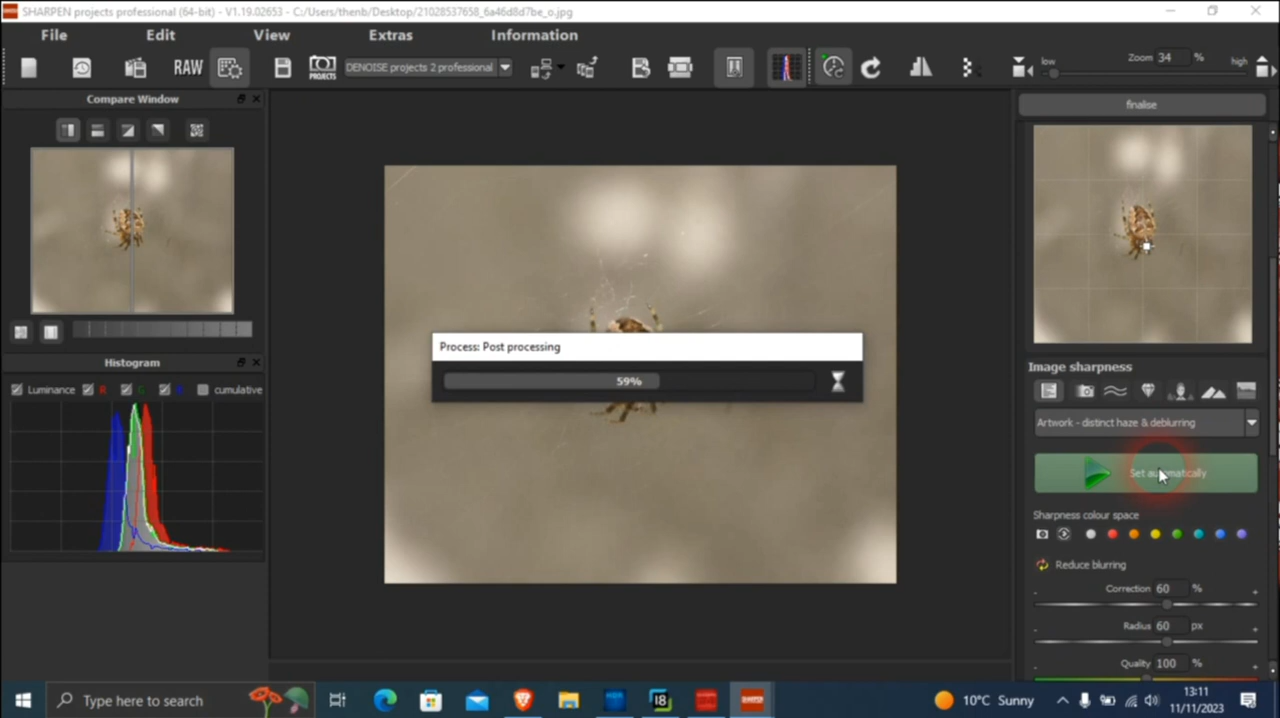 SHARPEN projects professional (64-bit) - V1.19.02653 - C:/Users/thenb/Desktop/21028537658_6a46d8d7be_o.jpg
File Edit View Extras Information
RAW PROJECTS DENOISE projects 2 professional low Zoom 34 % high
Compare Window
finalise
Process: Post processing
59%
Histogram
Luminance R G B cumulative
Image sharpness
Artwork - distinct haze & deblurring
Set automatically
Sharpness colour space
Reduce blurring
- Correction 60 % +
- Radius 60 px +
Quality 100 %
Type here to search
18
10°C Sunny
13:11
11/11/2023